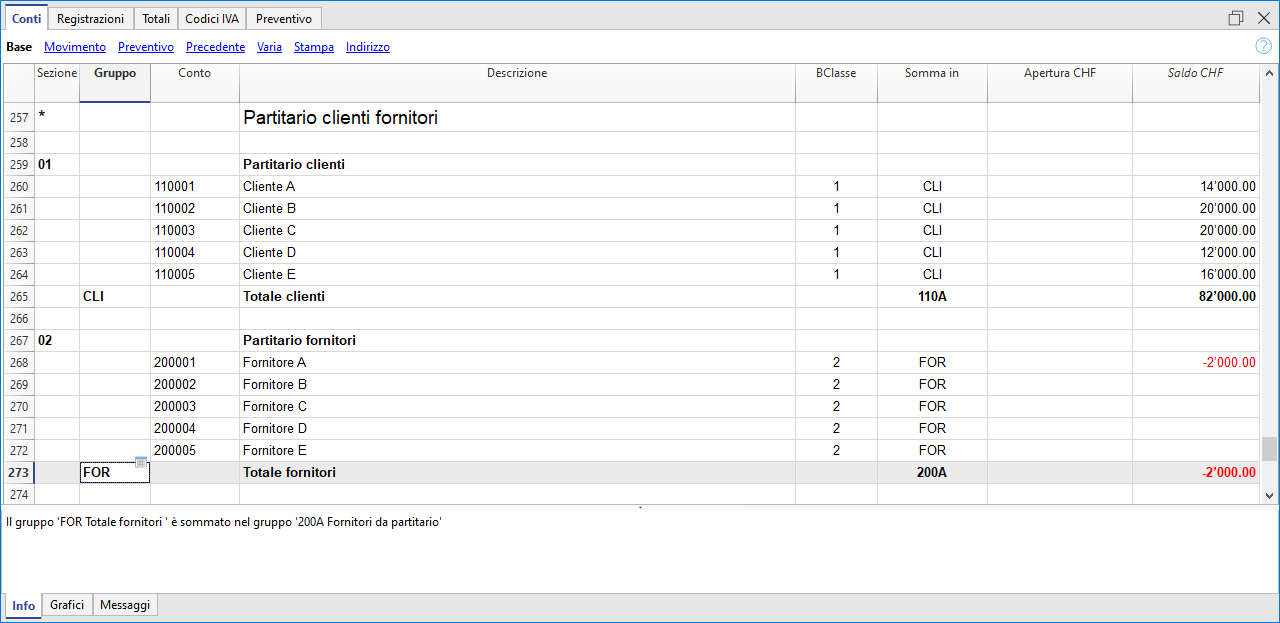 Conti Registrazioni Totali Codici IVA Preventivo
Base Movimento Preventivo Precedente Varia Stampa Indirizzo ?
Sezione Gruppo Conto Descrizione BClasse Somma in Apertura CHF Saldo CHF
257 * Partitario clienti fornitori
258
259 01 Partitario clienti
260 110001 Cliente A 1 CLI 14’000.00
261 110002 Cliente B 1 CLI 20’000.00
262 110003 Cliente C 1 CLI 20’000.00
263 110004 Cliente D 1 CLI 12’000.00
264 110005 Cliente E 1 CLI 16’000.00
265 CLI Totale clienti 110A 82’000.00
266
267 02 Partitario fornitori
268 200001 Fornitore A 2 FOR -2’000.00
269 200002 Fornitore B 2 FOR
270 200003 Fornitore C 2 FOR
271 200004 Fornitore D 2 FOR
272 200005 Fornitore E 2 FOR
273 FOR Totale fornitori 200A -2’000.00
274
Il gruppo 'FOR Totale fornitori ' è sommato nel gruppo '200A Fornitori da partitario'
Info Grafici Messaggi